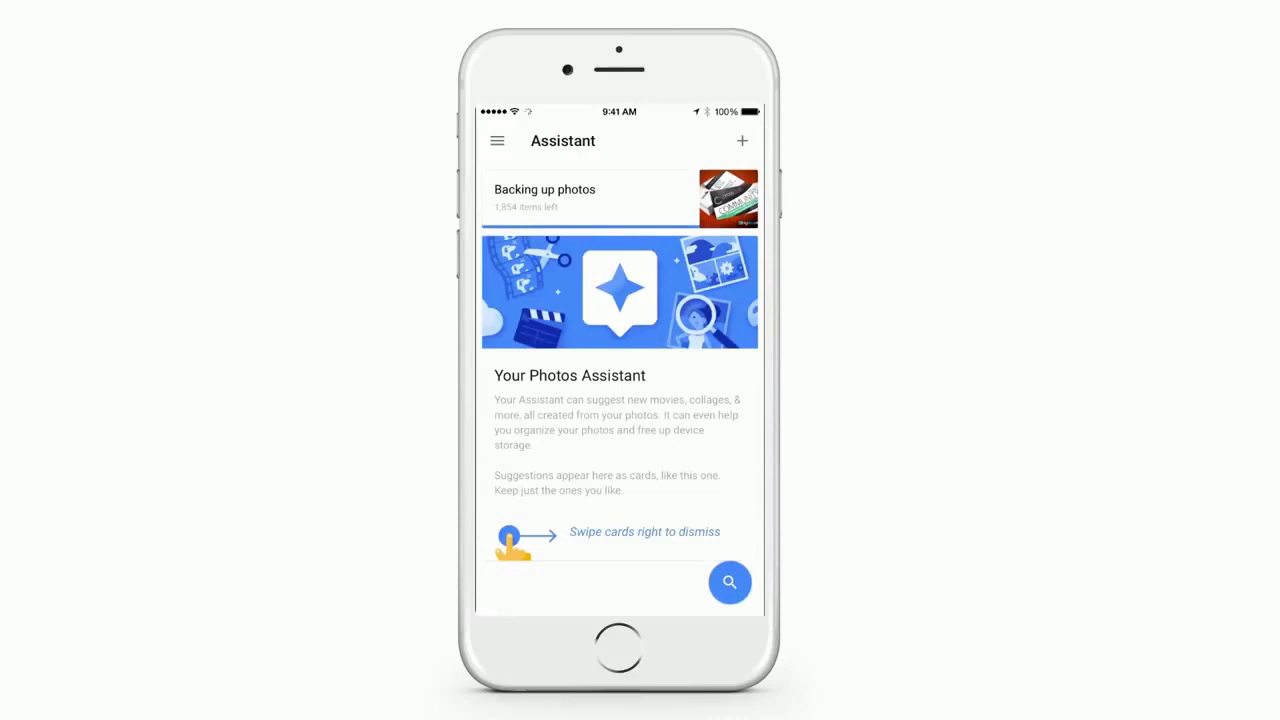 9:41 AM
100%
Assistant
Backing up photos
1,854 items left
COMMUNITY
Your Photos Assistant
Your Assistant can suggest new movies, collages, &
more, all created from your photos. It can even help
you organize your photos and free up device
storage.
Suggestions appear here as cards, like this one.
Keep just the ones you like.
Swipe cards right to dismiss